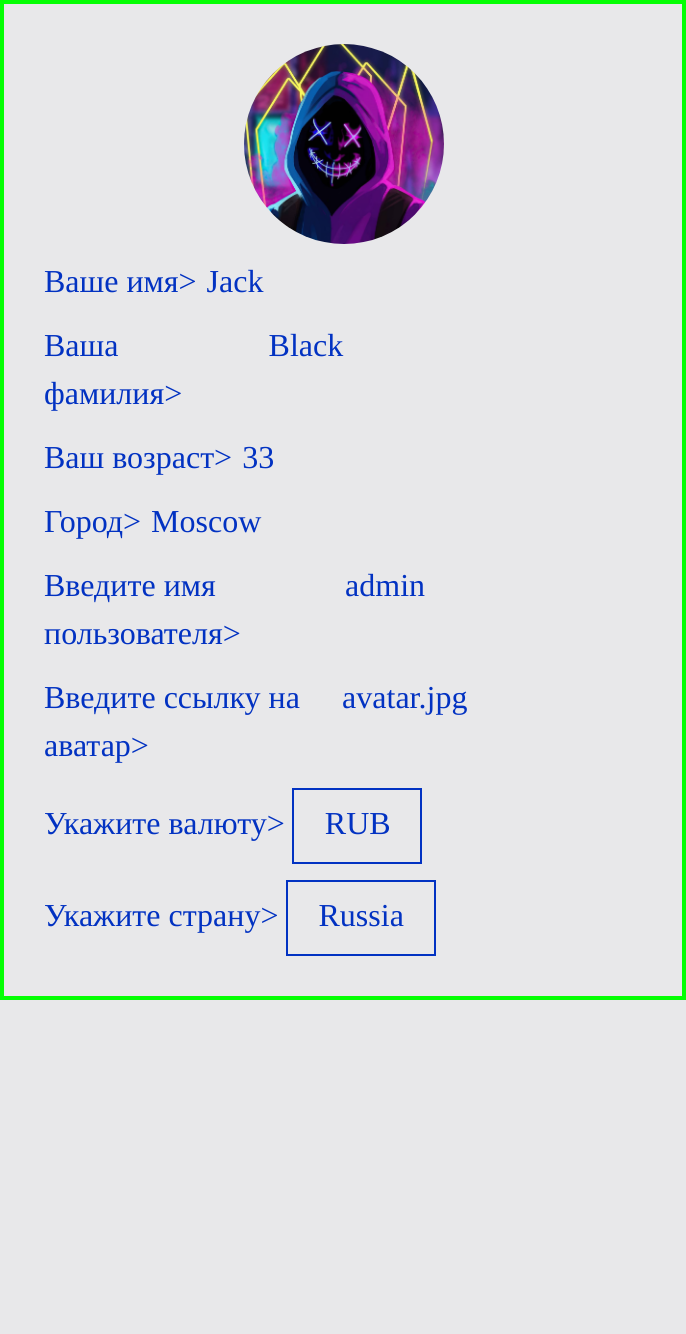 Ваше имя> Jack
Ваша Black
фамилия>
Ваш возраст> 33
Город> Moscow
Введите имя admin
пользователя>
Введите ссылку на avatar.jpg
аватар>
Укажите валюту> RUB
Укажите страну> Russia